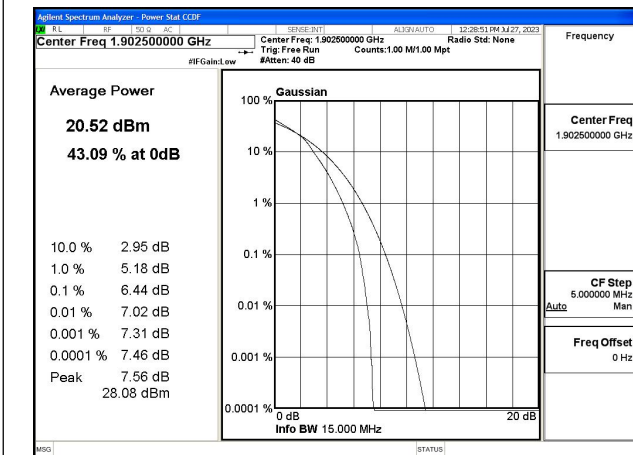 Agilent Spectrum Analyzer - Power Stat CCDF
RL RF 50 Ω AC SENSE:INT ALIGN AUTO 12:28:51 PM Jul 27, 2023
Center Freq 1.902500000 GHz
#IFGain:Low
Center Freq: 1.902500000 GHz
Radio Std: None
Trig: Free Run
Counts:1.00 M/1.00 Mpt
#Atten: 40 dB
Frequency
Average Power
20.52 dBm
43.09 % at 0dB
10.0 % 2.95 dB
1.0 % 5.18 dB
0.1 % 6.44 dB
0.01 % 7.02 dB
0.001 % 7.31 dB
0.0001 % 7.46 dB
Peak 7.56 dB
28.08 dBm
Gaussian
100 %
10 %
1 %
0.1 %
0.01 %
0.001 %
0.0001 %
0 dB
20 dB
Info BW 15.000 MHz
Center Freq
1.902500000 GHz
CF Step
5.000000 MHz
Auto Man
Freq Offset
0 Hz
MSG
STATUS